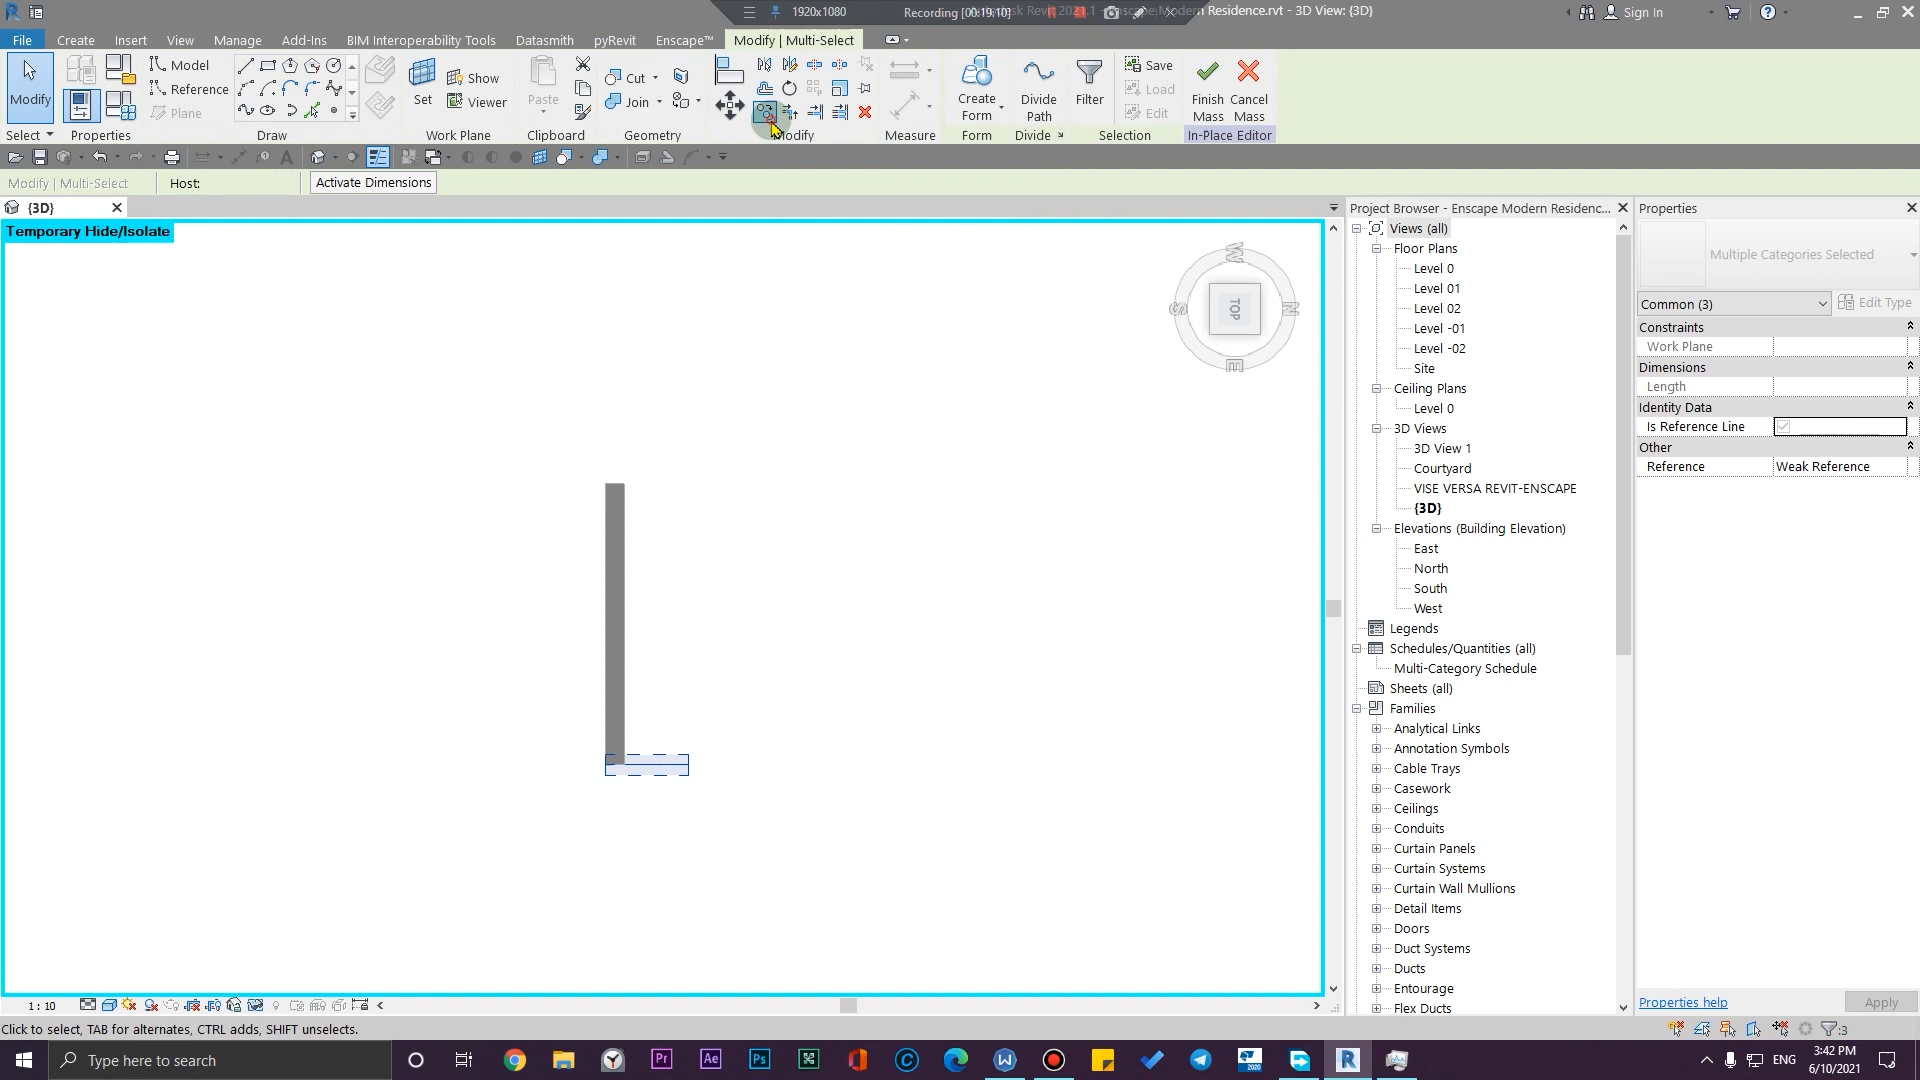 1920x1080
Recording [00:19:10]
Residence.rvt - 3D View: {3D}
Sign In
File
Create
Insert
View
Manage
Add-Ins
BIM Interoperability Tools
Datasmith
pyRevit
Enscape™
Modify | Multi-Select
Modify
Model
Reference
Plane
Set
Show
Viewer
Paste
Cut
Join
Create Form
Divide Path
Filter
Save
Load
Edit
Finish Mass
Cancel Mass
Select
Properties
Draw
Work Plane
Clipboard
Geometry
Modify
Measure
Form
Divide
Selection
In-Place Editor
Modify | Multi-Select
Host:
Activate Dimensions
{3D}
Temporary Hide/Isolate
TOP
W
N
E
S
1 : 10
Click to select, TAB for alternates, CTRL adds, SHIFT unselects.
Project Browser - Enscape Modern Residenc...
Views (all)
Floor Plans
Level 0
Level 01
Level 02
Level -01
Level -02
Site
Ceiling Plans
Level 0
3D Views
3D View 1
Courtyard
VISE VERSA REVIT-ENSCAPE
{3D}
Elevations (Building Elevation)
East
North
South
West
Legends
Schedules/Quantities (all)
Multi-Category Schedule
Sheets (all)
Families
Analytical Links
Annotation Symbols
Cable Trays
Casework
Ceilings
Conduits
Curtain Panels
Curtain Systems
Curtain Wall Mullions
Detail Items
Doors
Duct Systems
Ducts
Entourage
Flex Ducts
Properties
Multiple Categories Selected
Common (3)
Edit Type
Constraints
Work Plane
Dimensions
Length
Identity Data
Is Reference Line
Other
Reference
Weak Reference
Properties help
Apply
:3
Type here to search
Pr
Ae
Ps
2020
R
ENG
3:42 PM
6/10/2021